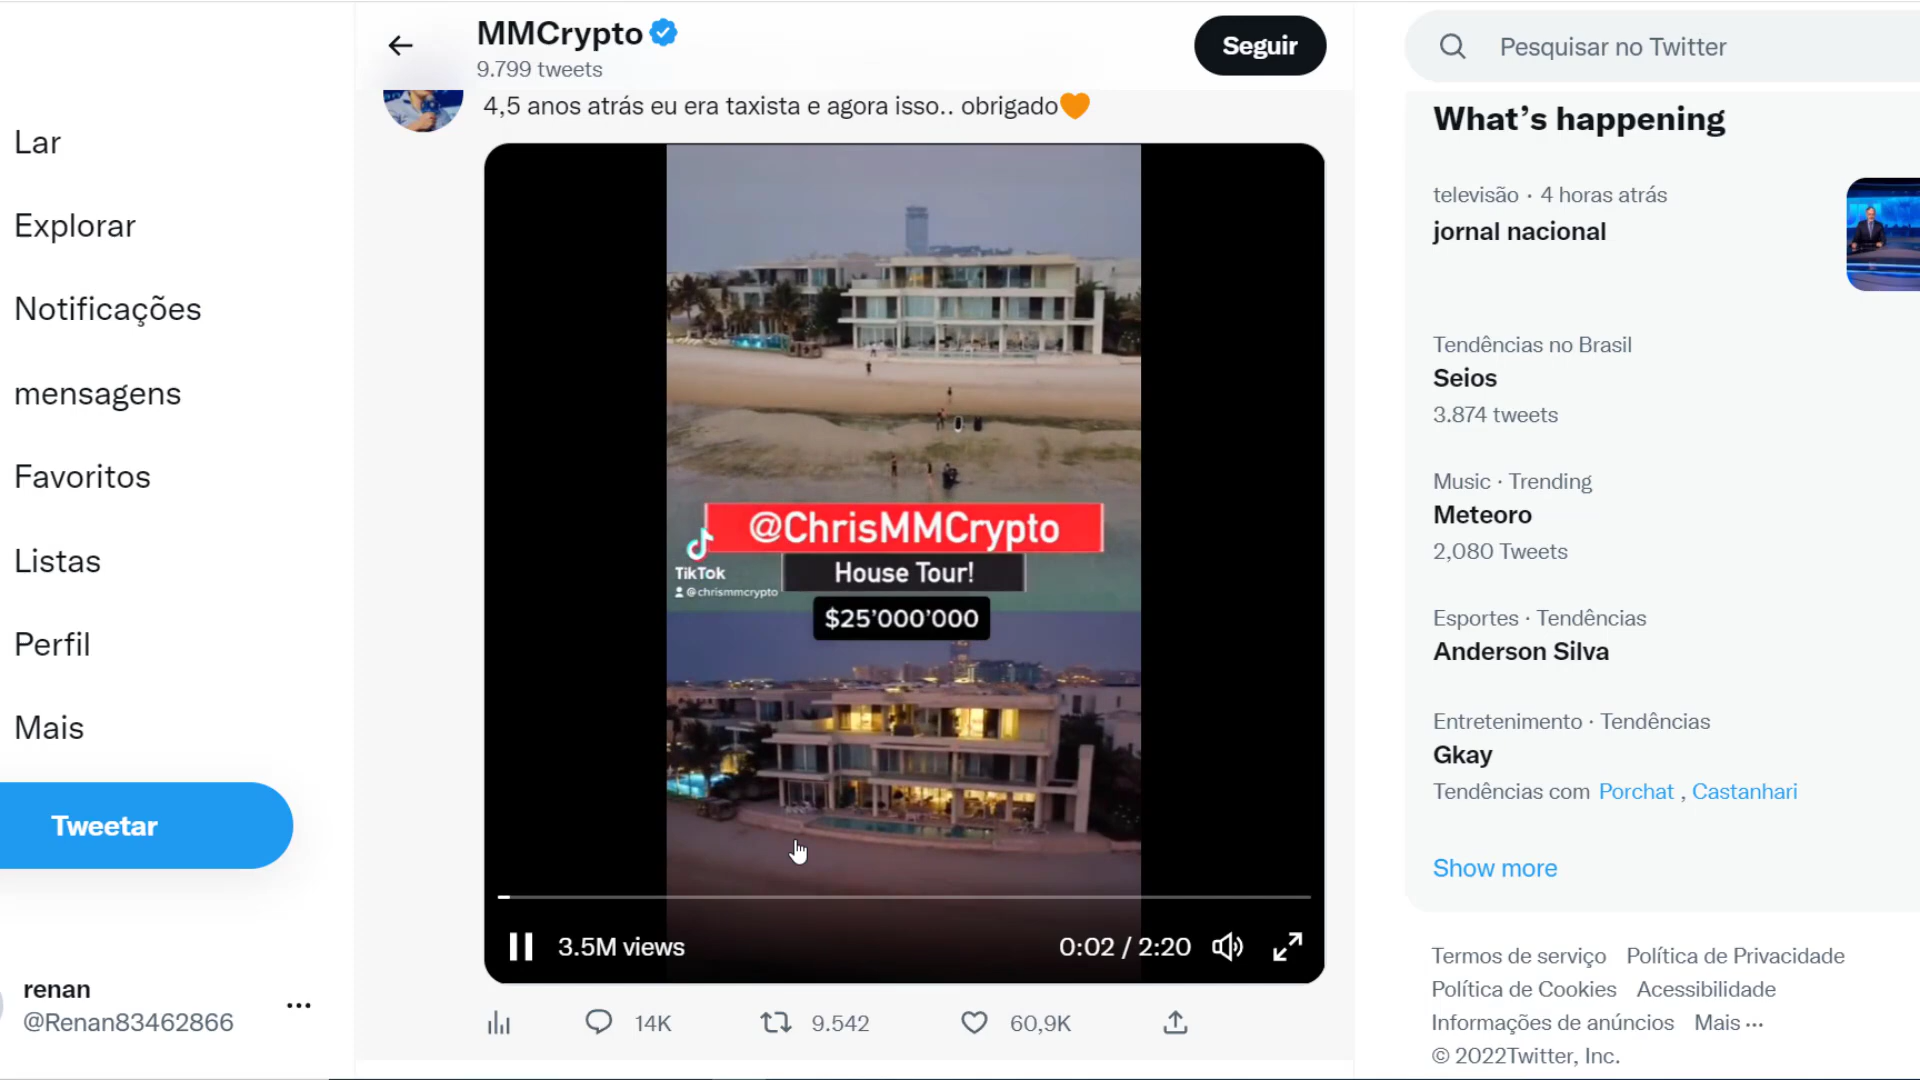 MMCrypto
9.799 tweets
Seguir
Pesquisar no Twitter
4,5 anos atrás eu era taxista e agora isso.. obrigado🧡
Lar
Explorar
Notificações
mensagens
Favoritos
Listas
Perfil
Mais
Tweetar
renan
@Renan83462866
@ChrisMMCrypto
House Tour!
$25'000'000
TikTok
@chrismmcrypto
3.5M views
0:02 / 2:20
14K
9.542
60,9K
What's happening
televisão · 4 horas atrás
jornal nacional
Tendências no Brasil
Seios
3.874 tweets
Music · Trending
Meteoro
2,080 Tweets
Esportes · Tendências
Anderson Silva
Entretenimento · Tendências
Gkay
Tendências com Porchat , Castanhari
Show more
Termos de serviço Política de Privacidade
Política de Cookies Acessibilidade
Informações de anúncios Mais ···
© 2022Twitter, Inc.